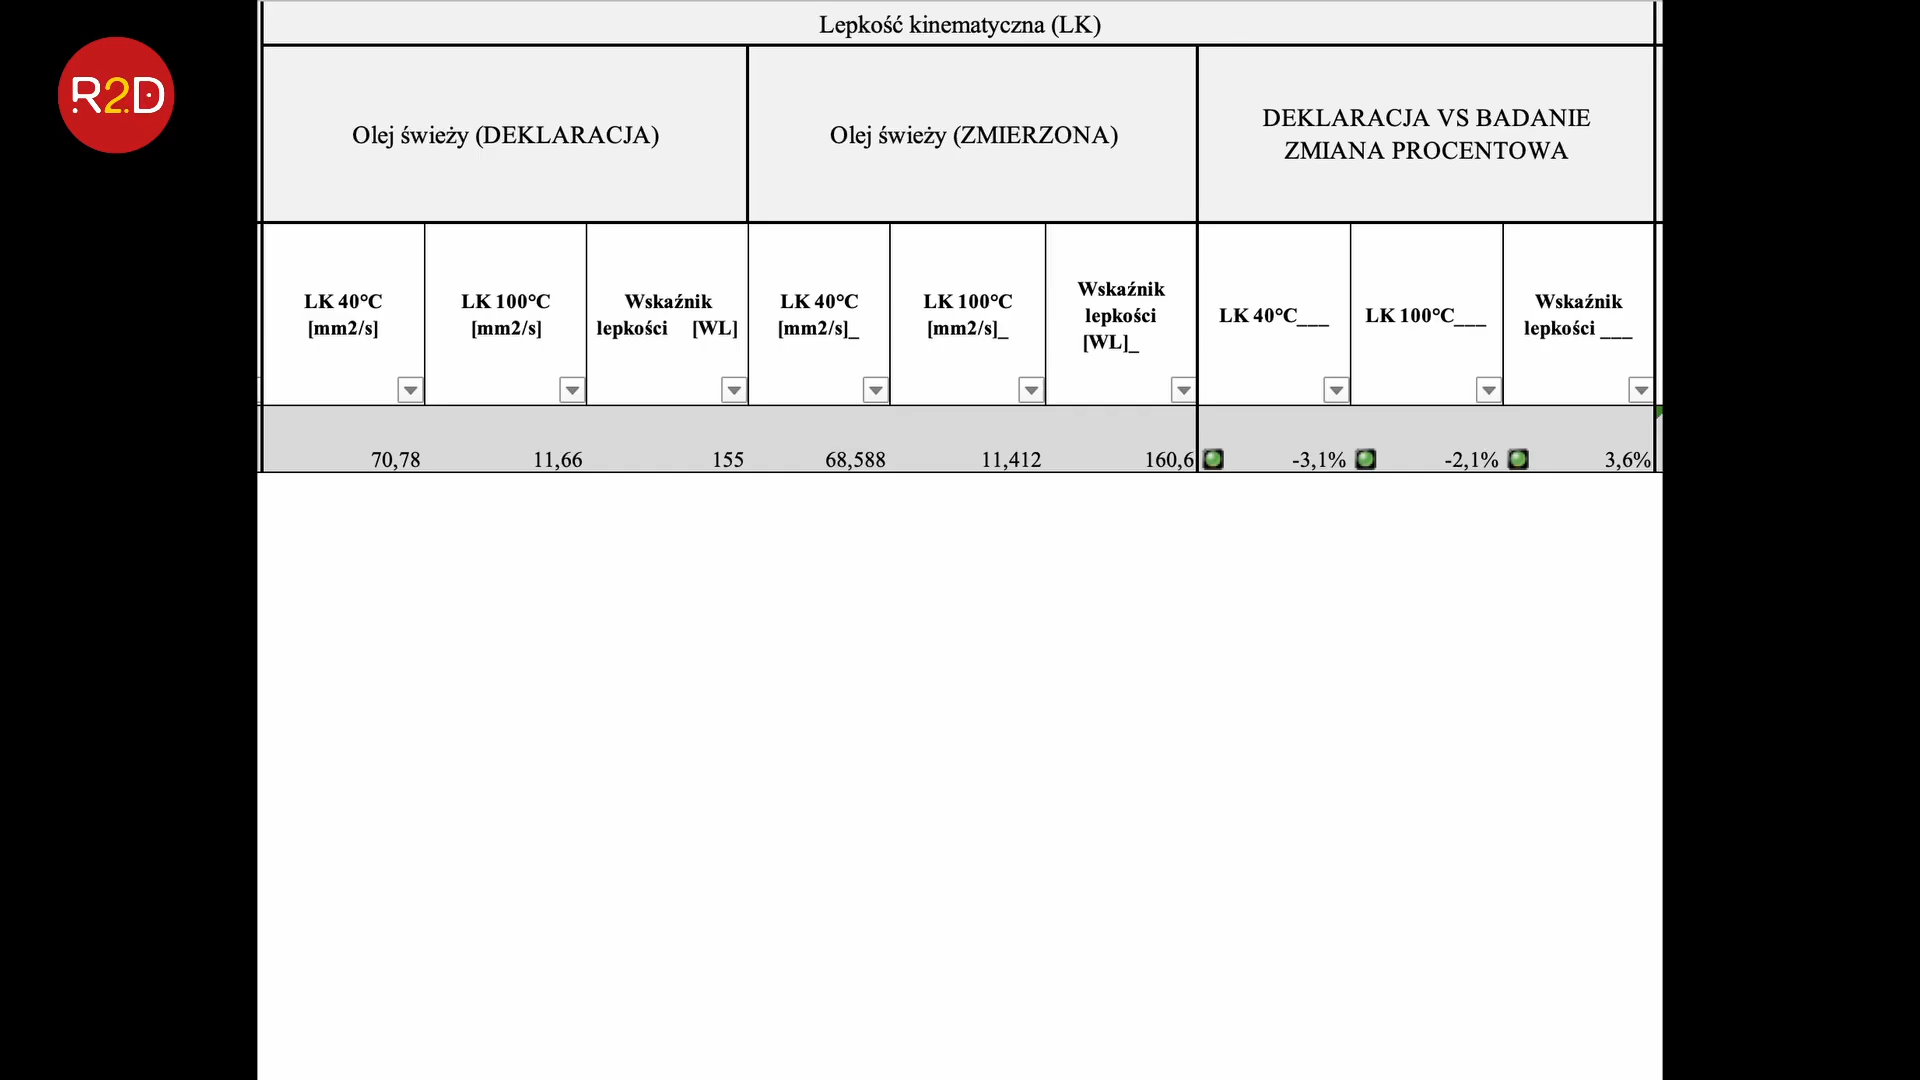 R2D
Lepkość kinematyczna (LK)
Olej świeży (DEKLARACJA)
Olej świeży (ZMIERZONA)
DEKLARACJA VS BADANIE
ZMIANA PROCENTOWA
LK 40°C
[mm2/s]
LK 100°C
[mm2/s]
Wskaźnik
lepkości [WL]
LK 40°C
[mm2/s]_
LK 100°C
[mm2/s]_
Wskaźnik
lepkości
[WL]_
LK 40°C___
LK 100°C___
Wskaźnik
lepkości ___
70,78 11,66 155 68,588 11,412 160,6 -3,1% -2,1% 3,6%